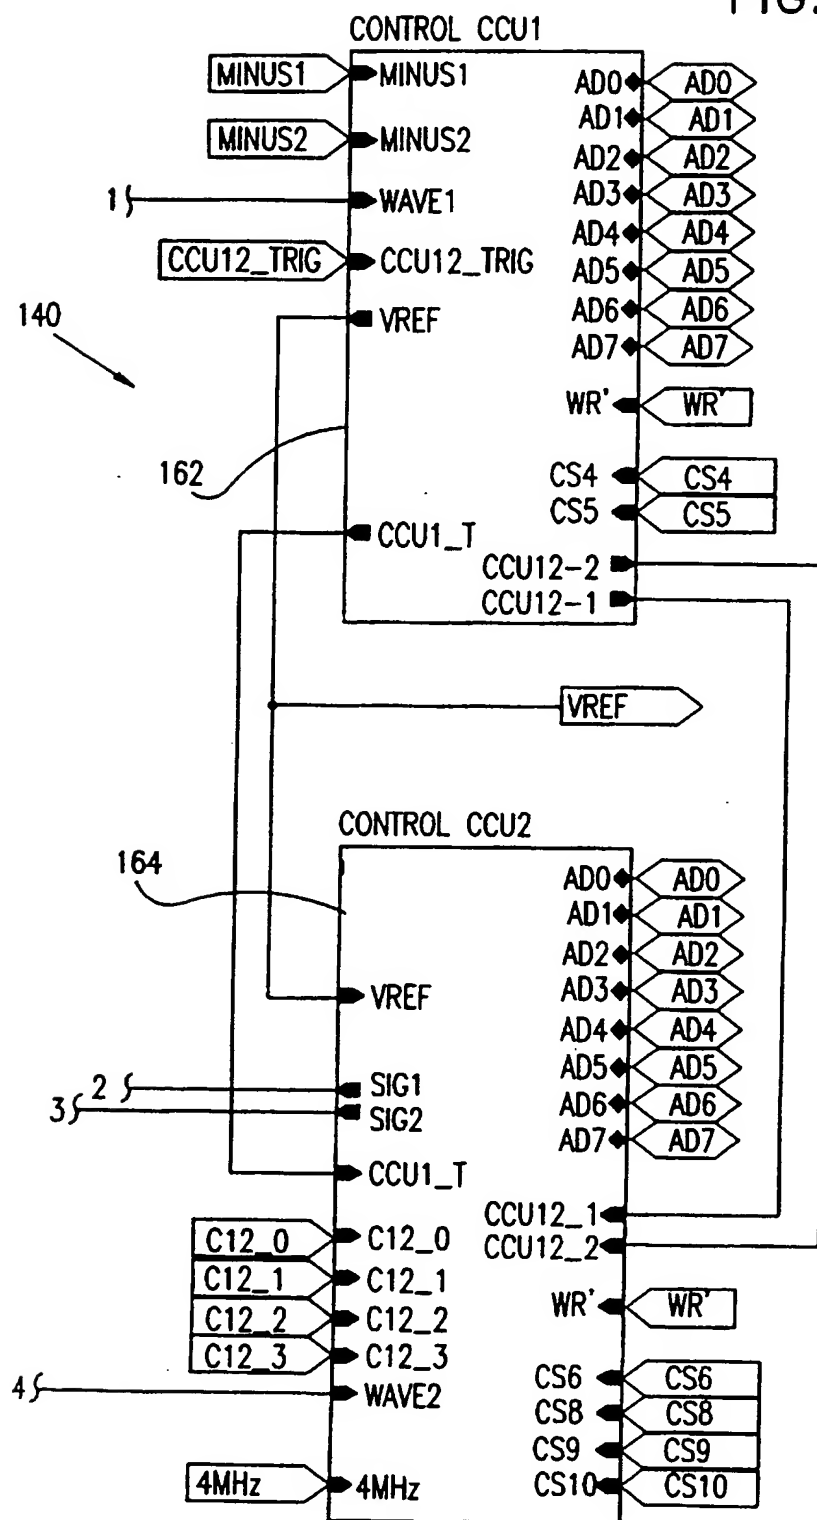 FIG.
CONTROL CCU1
MINUS1 MINUS1 AD0 AD0
AD1 AD1
MINUS2 MINUS2 AD2 AD2
1 WAVE1 AD3 AD3
AD4 AD4
CCU12_TRIG CCU12_TRIG AD5 AD5
140 VREF AD6 AD6
AD7 AD7
WR' WR'
162 CS4 CS4
CS5 CS5
CCU1_T
CCU12-2
CCU12-1
VREF
CONTROL CCU2
164 AD0 AD0
AD1 AD1
AD2 AD2
VREF AD3 AD3
AD4 AD4
2 SIG1 AD5 AD5
3 SIG2 AD6 AD6
AD7 AD7
CCU1_T
CCU12_1
C12_0 C12_0 CCU12_2
C12_1 C12_1
C12_2 C12_2 WR' WR'
C12_3 C12_3
4 WAVE2 CS6 CS6
CS8 CS8
CS9 CS9
4MHz 4MHz CS10 CS10